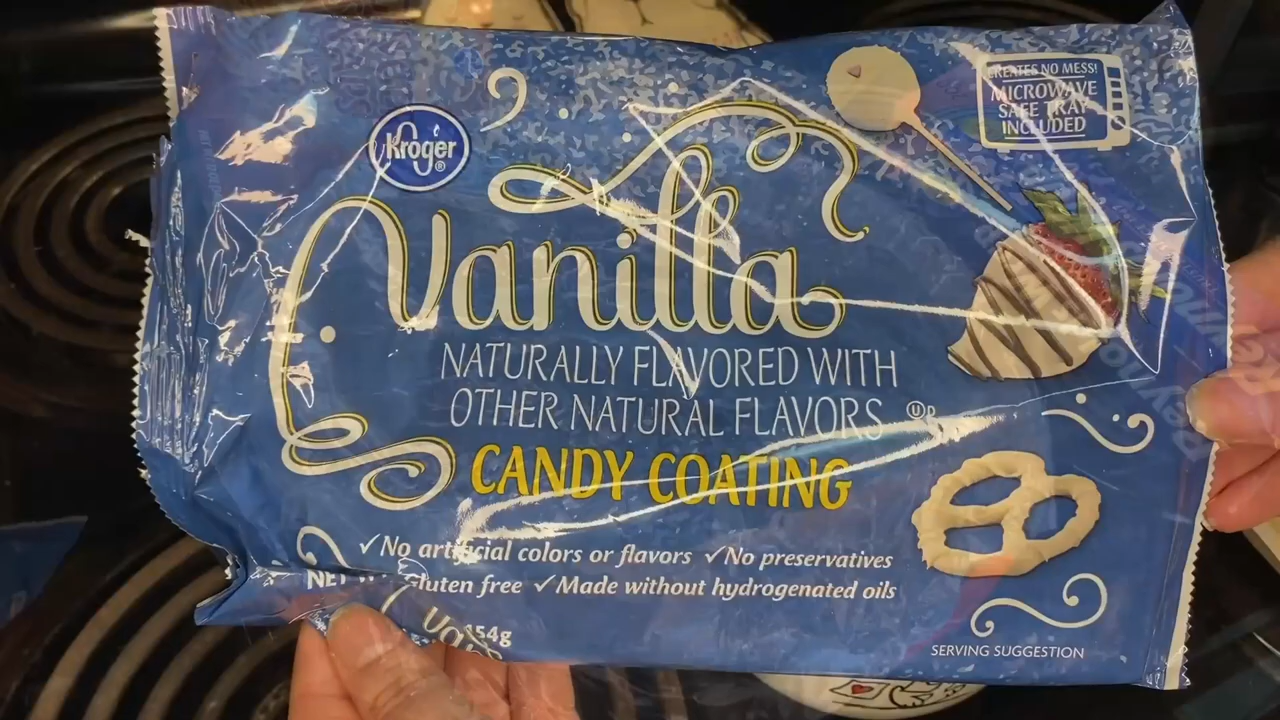 Kroger®
CREATES NO MESS!
MICROWAVE
SAFE TRAY
INCLUDED
Vanilla
NATURALLY FLAVORED WITH
OTHER NATURAL FLAVORS
U D
CANDY COATING
✓No artificial colors or flavors ✓No preservatives
Gluten free ✓Made without hydrogenated oils
NET
454g
SERVING SUGGESTION